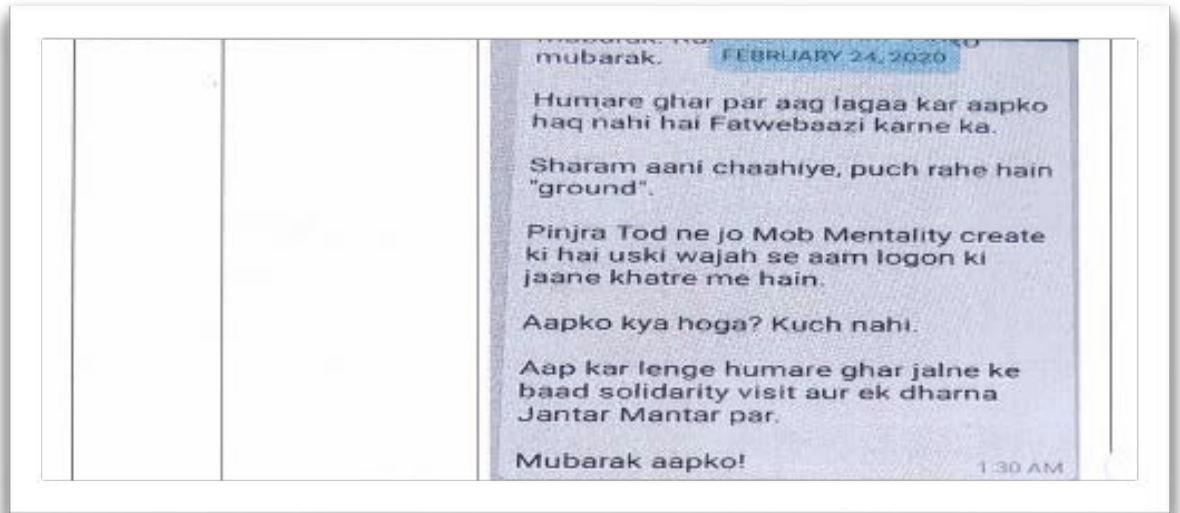 mubarak.
FEBRUARY 24, 2020
Humare ghar par aag lagaa kar aapko
haq nahi hai Fatwebaazi karne ka.
Sharam aani chaahiye, puch rahe hain
"ground".
Pinjra Tod ne jo Mob Mentality create
ki hai uski wajah se aam logon ki
jaane khatre me hain.
Aapko kya hoga? Kuch nahi.
Aap kar lenge humare ghar jalne ke
baad solidarity visit aur ek dharna
Jantar Mantar par.
Mubarak aapko!
1:30 AM